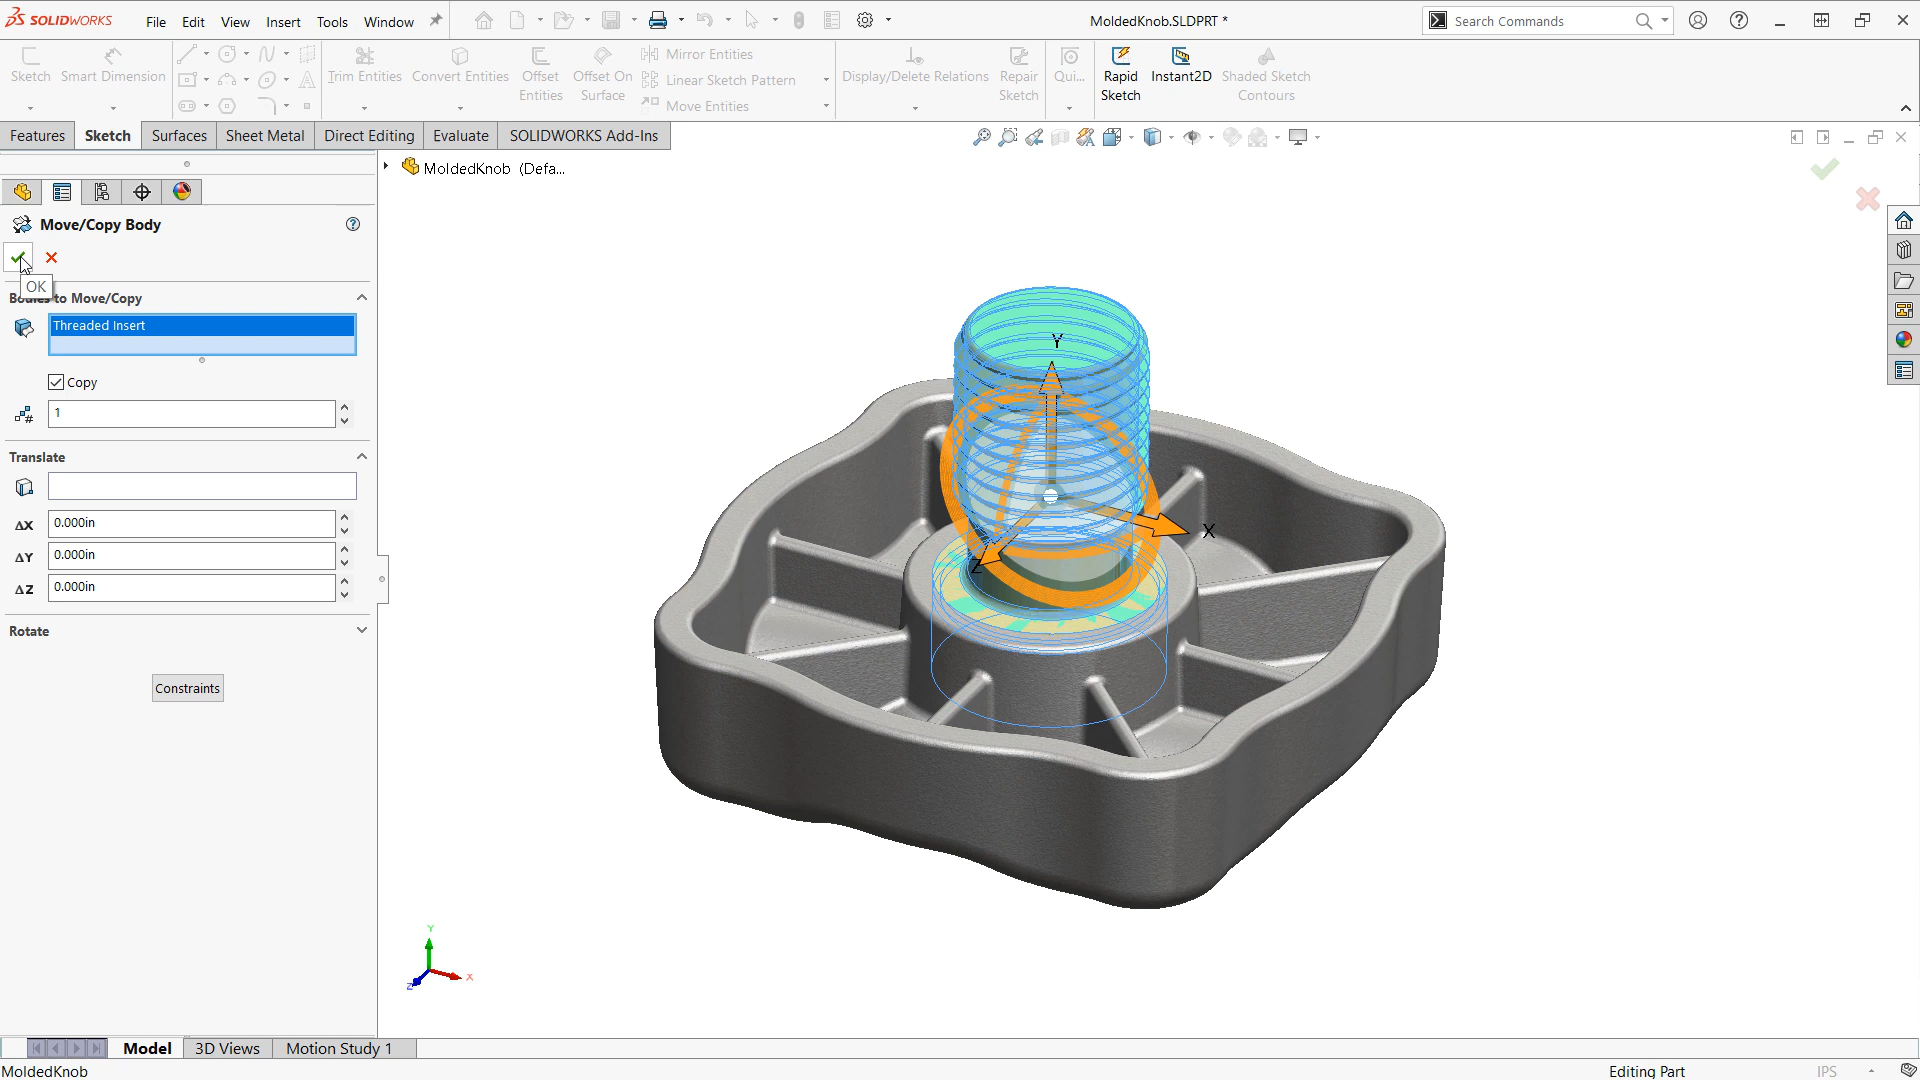 SOLIDWORKS File Edit View Insert Tools Window MoldedKnob.SLDPRT * Search Commands
Sketch Smart Dimension Trim Entities Convert Entities Offset Entities Offset On Surface Mirror Entities Linear Sketch Pattern Move Entities Display/Delete Relations Repair Sketch Qui... Rapid Sketch Instant2D Shaded Sketch Contours
Features Sketch Surfaces Sheet Metal Direct Editing Evaluate SOLIDWORKS Add-Ins
MoldedKnob (Defa...
Move/Copy Body
OK
to Move/Copy
Threaded Insert
Copy
1
Translate
ΔX 0.000in
ΔY 0.000in
ΔZ 0.000in
Rotate
Constraints
Y
X
Z
Y
X
Z
Model 3D Views Motion Study 1
MoldedKnob Editing Part IPS